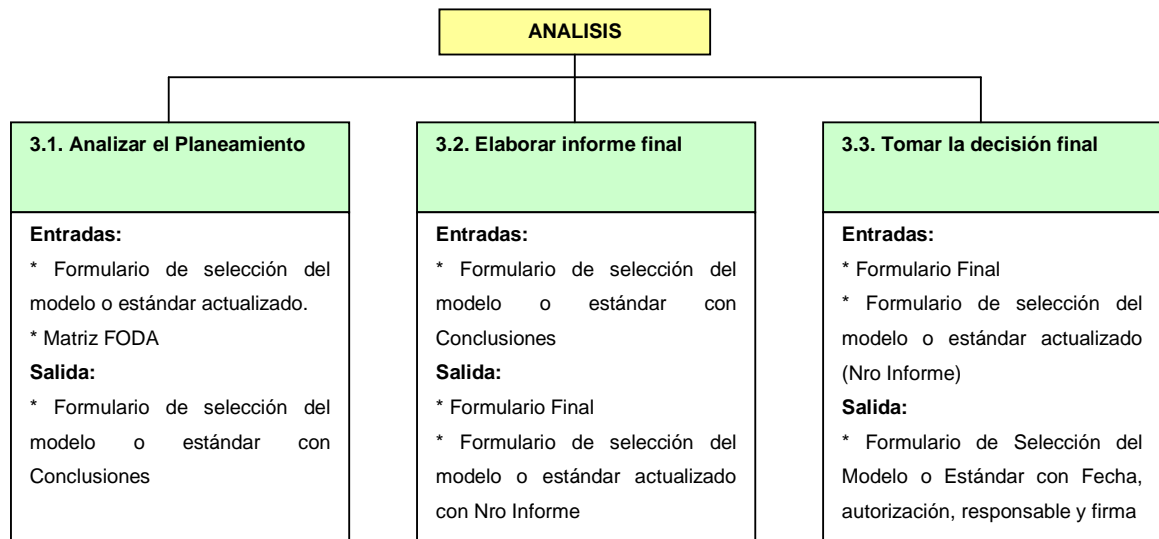 ANALISIS
3.1. Analizar el Planeamiento
Entradas:
* Formulario de selección del
modelo o estándar actualizado.
* Matriz FODA
Salida:
* Formulario de selección del
modelo o estándar con
Conclusiones
3.2. Elaborar informe final
Entradas:
* Formulario de selección del
modelo o estándar con
Conclusiones
Salida:
* Formulario Final
* Formulario de selección del
modelo o estándar actualizado
con Nro Informe
3.3. Tomar la decisión final
Entradas:
* Formulario Final
* Formulario de selección del
modelo o estándar actualizado
(Nro Informe)
Salida:
* Formulario de Selección del
Modelo o Estándar con Fecha,
autorización, responsable y firma